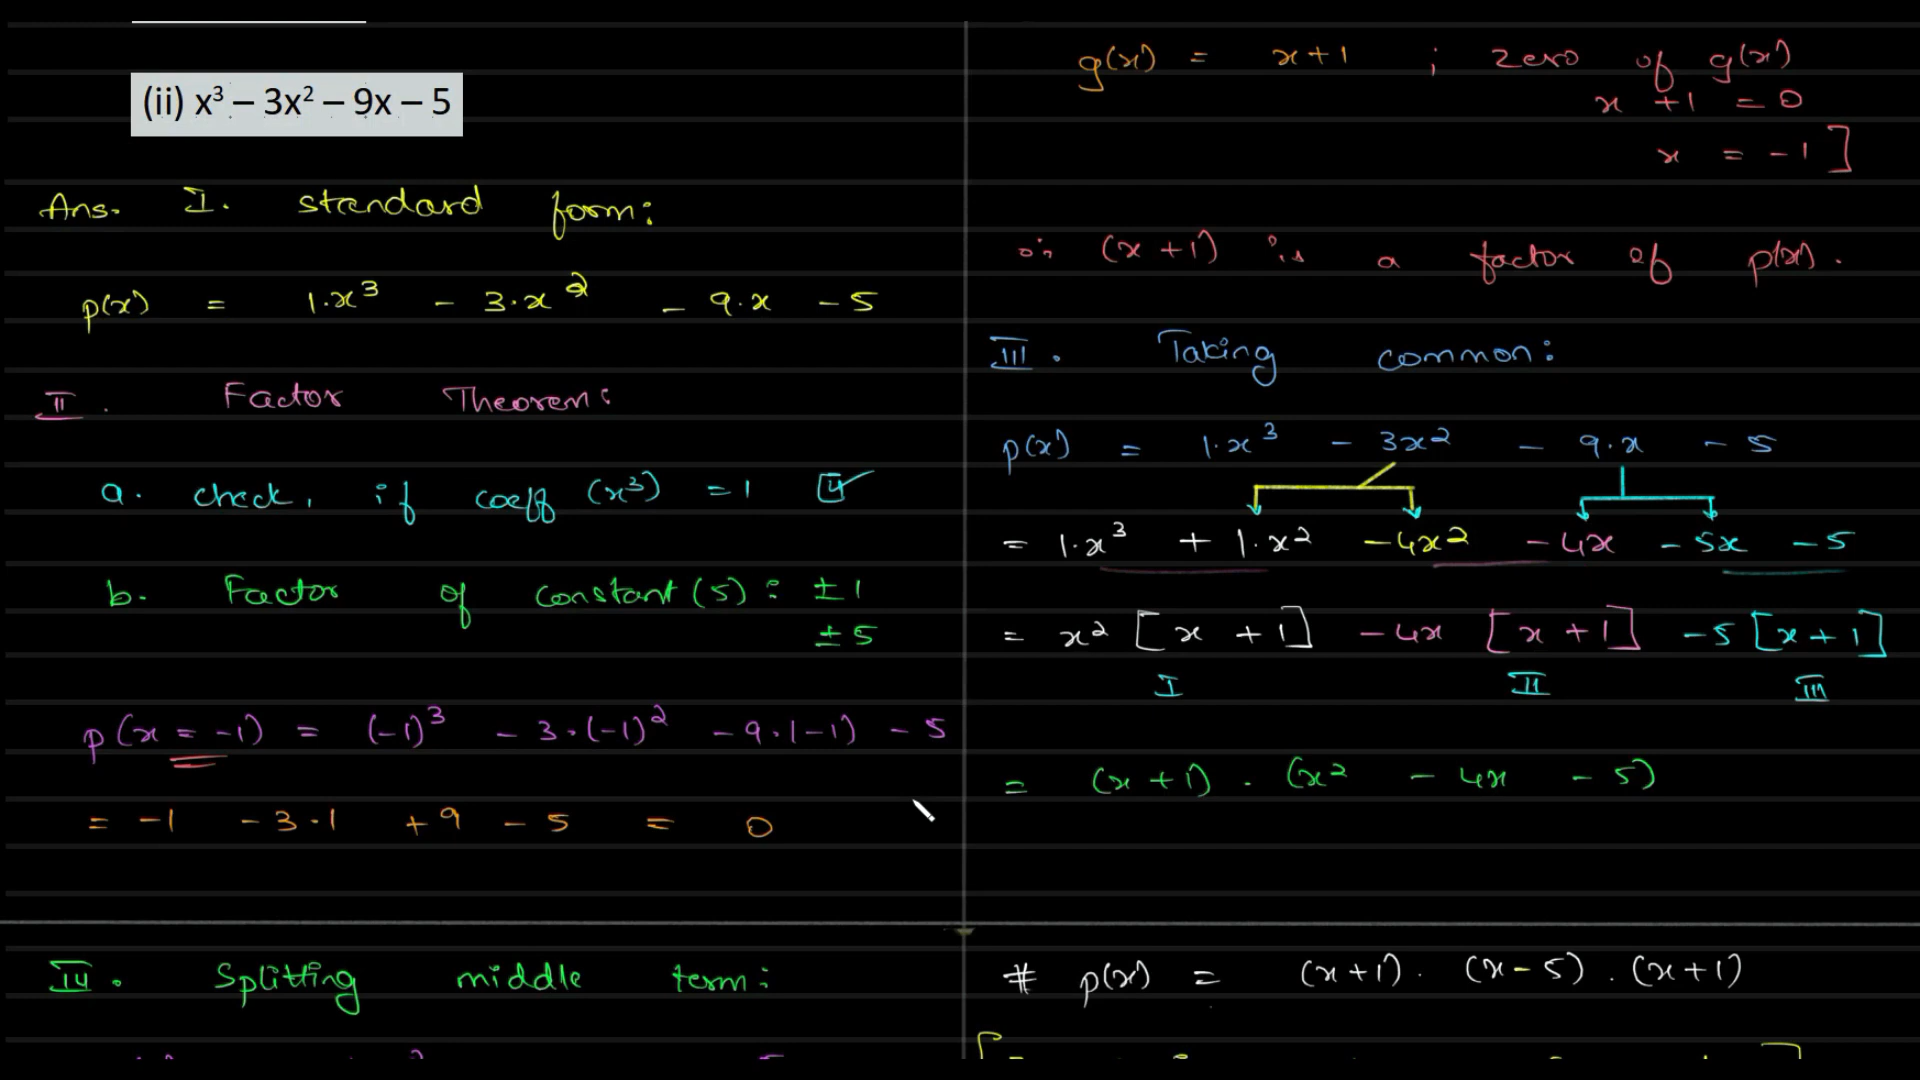 (ii) x³ – 3x² – 9x – 5
Ans. I. standard form:
p(x) = 1·x³ - 3·x² - 9·x - 5
II. Factor Theorem:
a. check, if coeff (x³) = 1 ☑
b. Factor of constant (5): ±1
±5
p(x = -1) = (-1)³ - 3·(-1)² - 9·(-1) - 5
= -1 - 3·1 + 9 - 5 = 0
g(x) = x+1 ; zero of g(x)
x + 1 = 0
x = -1 ]
∴ (x+1) is a factor of p(x).
III. Taking common:
p(x) = 1·x³ - 3x² - 9·x - 5
= 1·x³ + 1·x² - 4x² - 4x - 5x - 5
= x² [x + 1] - 4x [x + 1] - 5 [x + 1]
I II III
= (x+1) · (x² - 4x - 5)
IV. Splitting middle term:
# p(x) = (x+1) · (x-5) · (x+1)